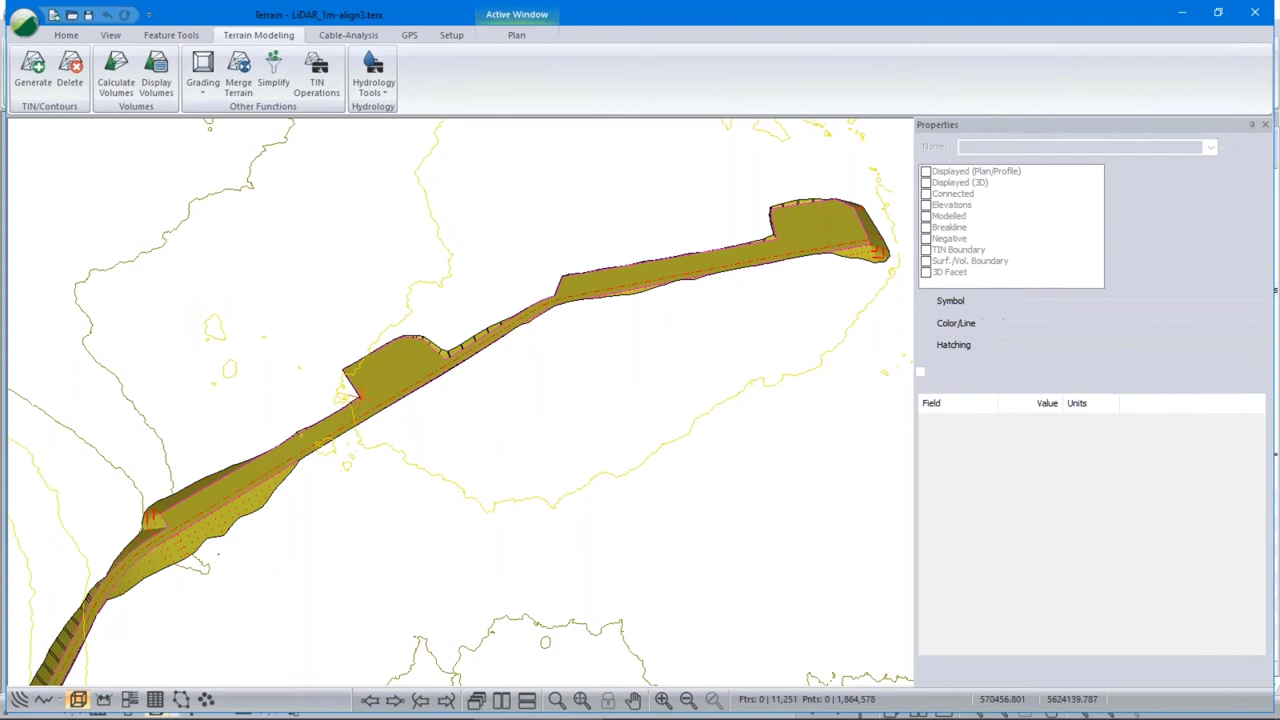 Terrain - LiDAR_1m-align3.terx
Active Window
Home View Feature Tools Terrain Modeling Cable-Analysis GPS Setup Plan
Generate Delete Calculate Volumes Display Volumes Grading Merge Terrain Simplify TIN Operations Hydrology Tools
TIN/Contours Volumes Other Functions Hydrology
Properties
Name:
Displayed (Plan/Profile)
Displayed (3D)
Connected
Elevations
Modelled
Breakline
Negative
TIN Boundary
Surf./Vol. Boundary
3D Facet
Symbol
Color/Line
Hatching
Field Value Units
Ftrs: 0 | 11,251 Pnts: 0 | 1,864,578 570456.801 5624139.787